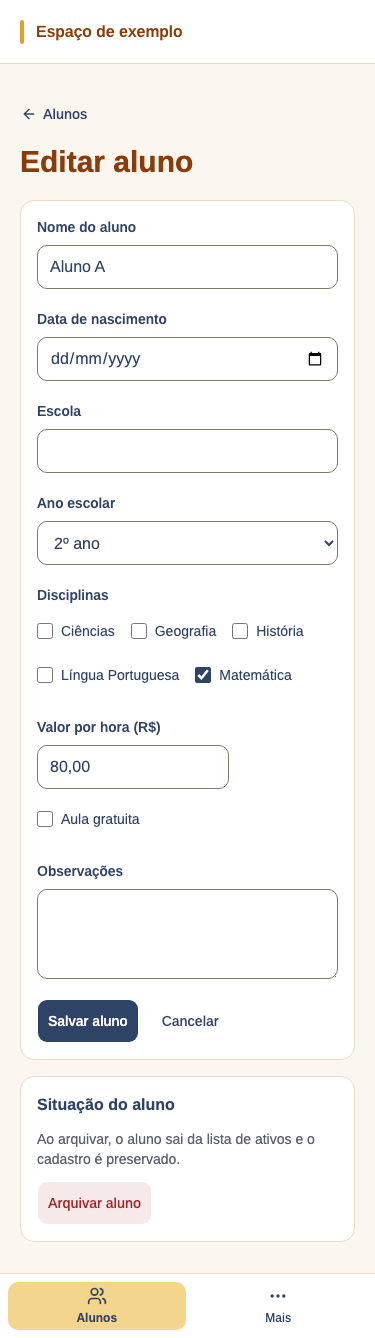 Espaço de exemplo
Alunos
Editar aluno
Nome do aluno
Aluno A
Data de nascimento
dd/mm/yyyy
Escola
Ano escolar
2º ano
Disciplinas
Ciências Geografia História
Língua Portuguesa Matemática
Valor por hora (R$)
80,00
Aula gratuita
Observações
Salvar aluno Cancelar
Situação do aluno
Ao arquivar, o aluno sai da lista de ativos e o
cadastro é preservado.
Arquivar aluno
Alunos Mais